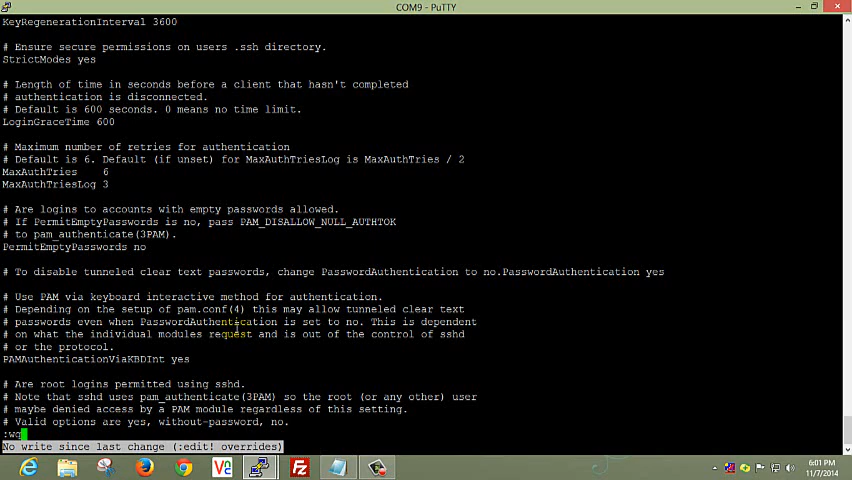 COM9 - PuTTY
KeyRegenerationInterval 3600
# Ensure secure permissions on users .ssh directory.
StrictModes yes
# Length of time in seconds before a client that hasn't completed
# authentication is disconnected.
# Default is 600 seconds. 0 means no time limit.
LoginGraceTime 600
# Maximum number of retries for authentication
# Default is 6. Default (if unset) for MaxAuthTriesLog is MaxAuthTries / 2
MaxAuthTries    6
MaxAuthTriesLog 3
# Are logins to accounts with empty passwords allowed.
# If PermitEmptyPasswords is no, pass PAM_DISALLOW_NULL_AUTHTOK
# to pam_authenticate(3PAM).
PermitEmptyPasswords no
# To disable tunneled clear text passwords, change PasswordAuthentication to no.PasswordAuthentication yes
# Use PAM via keyboard interactive method for authentication.
# Depending on the setup of pam.conf(4) this may allow tunneled clear text
# passwords even when PasswordAuthentication is set to no. This is dependent
# on what the individual modules request and is out of the control of sshd
# or the protocol.
PAMAuthenticationViaKBDInt yes
# Are root logins permitted using sshd.
# Note that sshd uses pam_authenticate(3PAM) so the root (or any other) user
# maybe denied access by a PAM module regardless of this setting.
# Valid options are yes, without-password, no.
:wq
No write since last change (:edit! overrides)
6:01 PM
11/7/2014